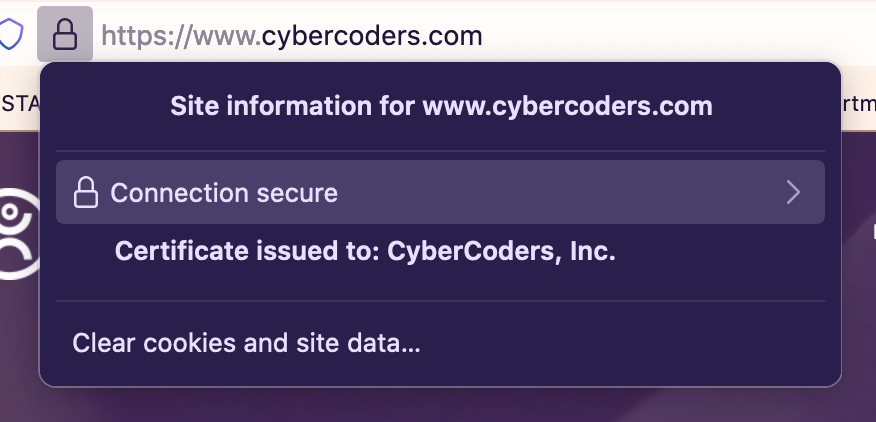 https://www.cybercoders.com
STA
rtm
Site information for www.cybercoders.com
Connection secure
Certificate issued to: CyberCoders, Inc.
Clear cookies and site data...